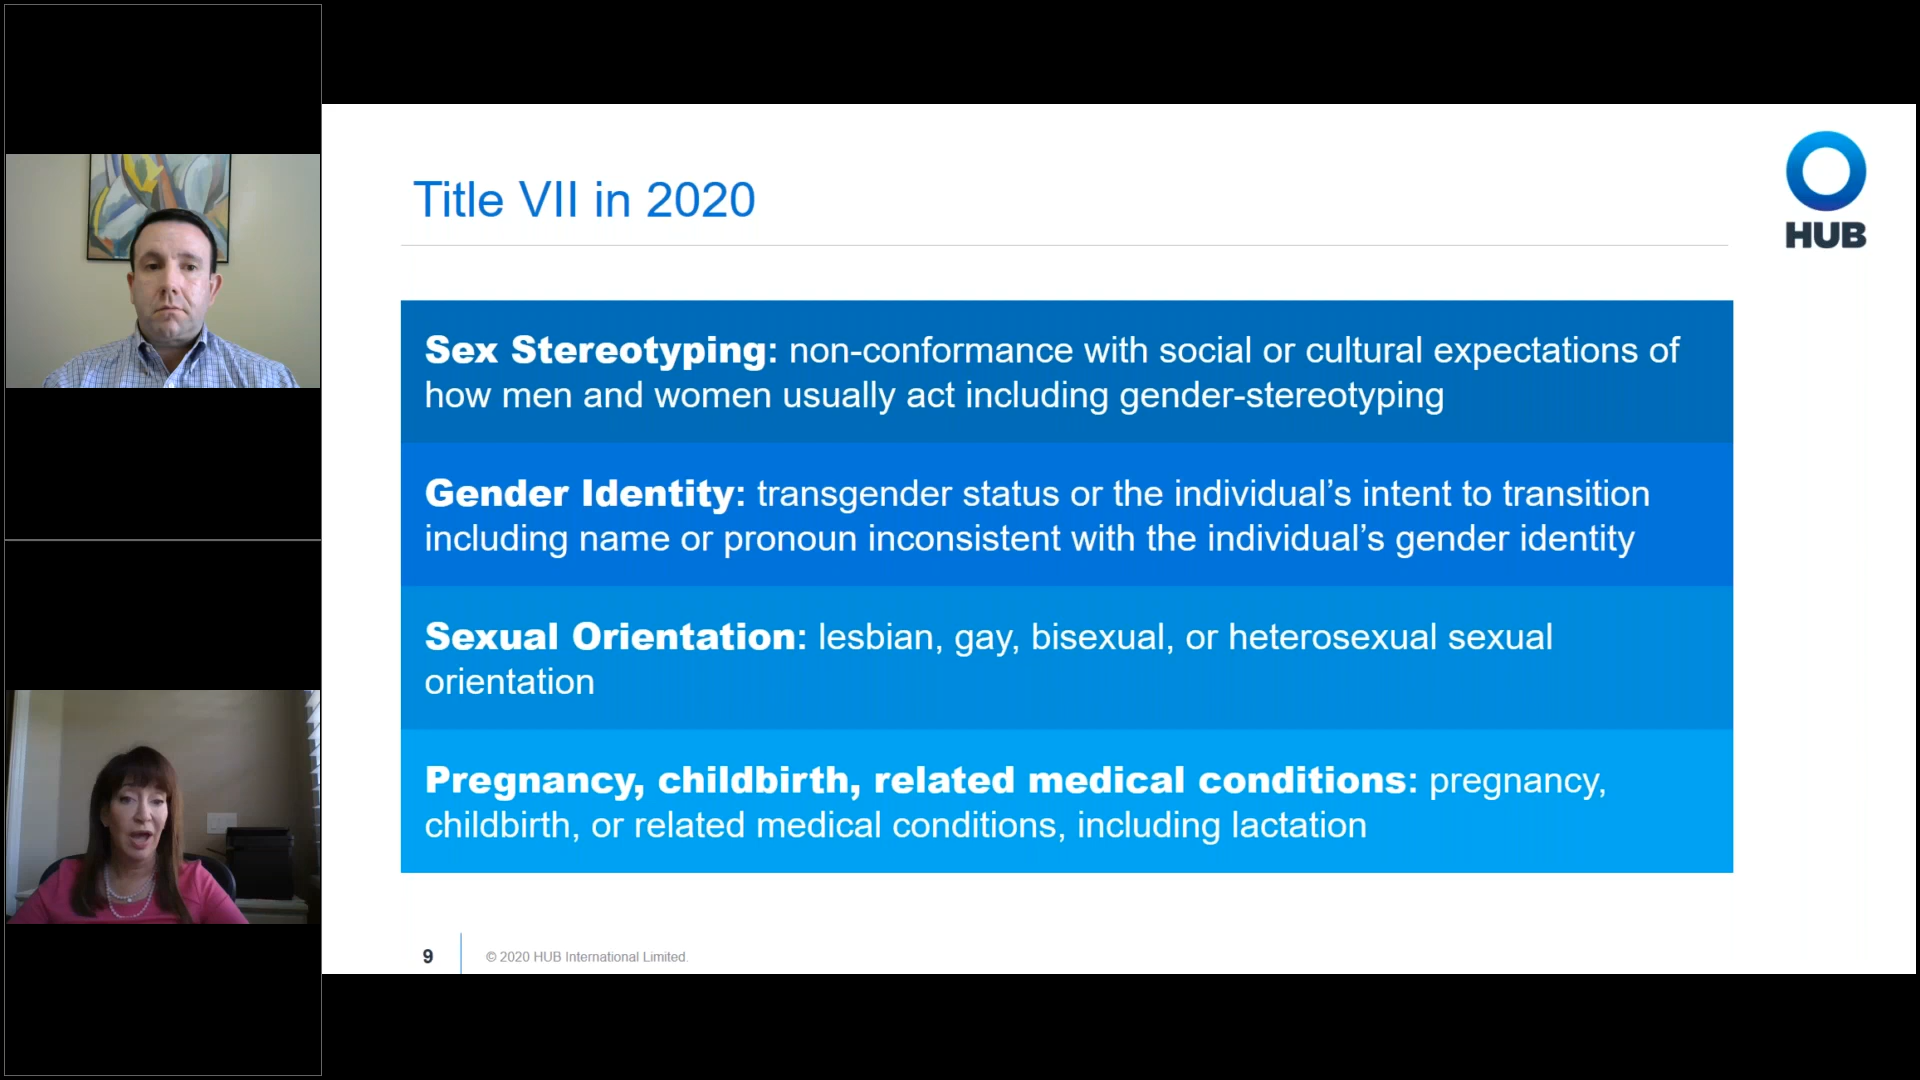 Title VII in 2020
HUB
Sex Stereotyping: non-conformance with social or cultural expectations of
how men and women usually act including gender-stereotyping
Gender Identity: transgender status or the individual’s intent to transition
including name or pronoun inconsistent with the individual’s gender identity
Sexual Orientation: lesbian, gay, bisexual, or heterosexual sexual
orientation
Pregnancy, childbirth, related medical conditions: pregnancy,
childbirth, or related medical conditions, including lactation
9
© 2020 HUB International Limited.